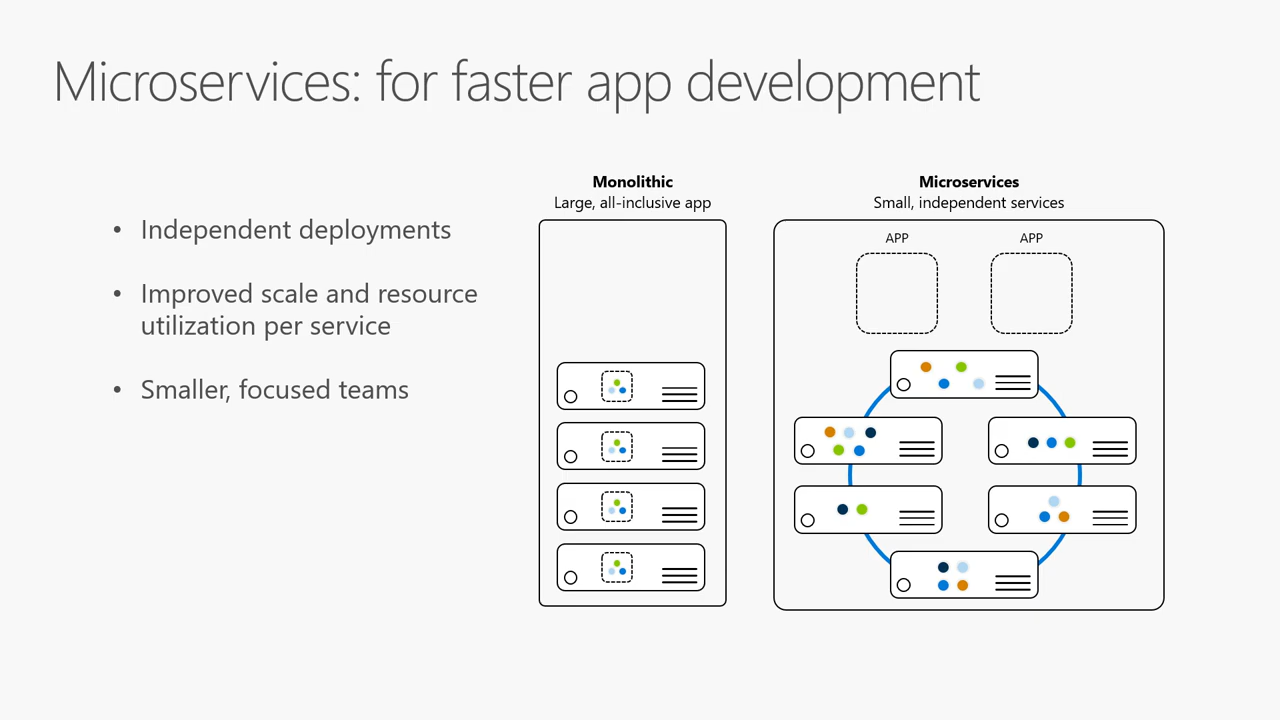 Microservices: for faster app development
• Independent deployments
• Improved scale and resource
utilization per service
• Smaller, focused teams
Monolithic
Large, all-inclusive app
Microservices
Small, independent services
APP
APP